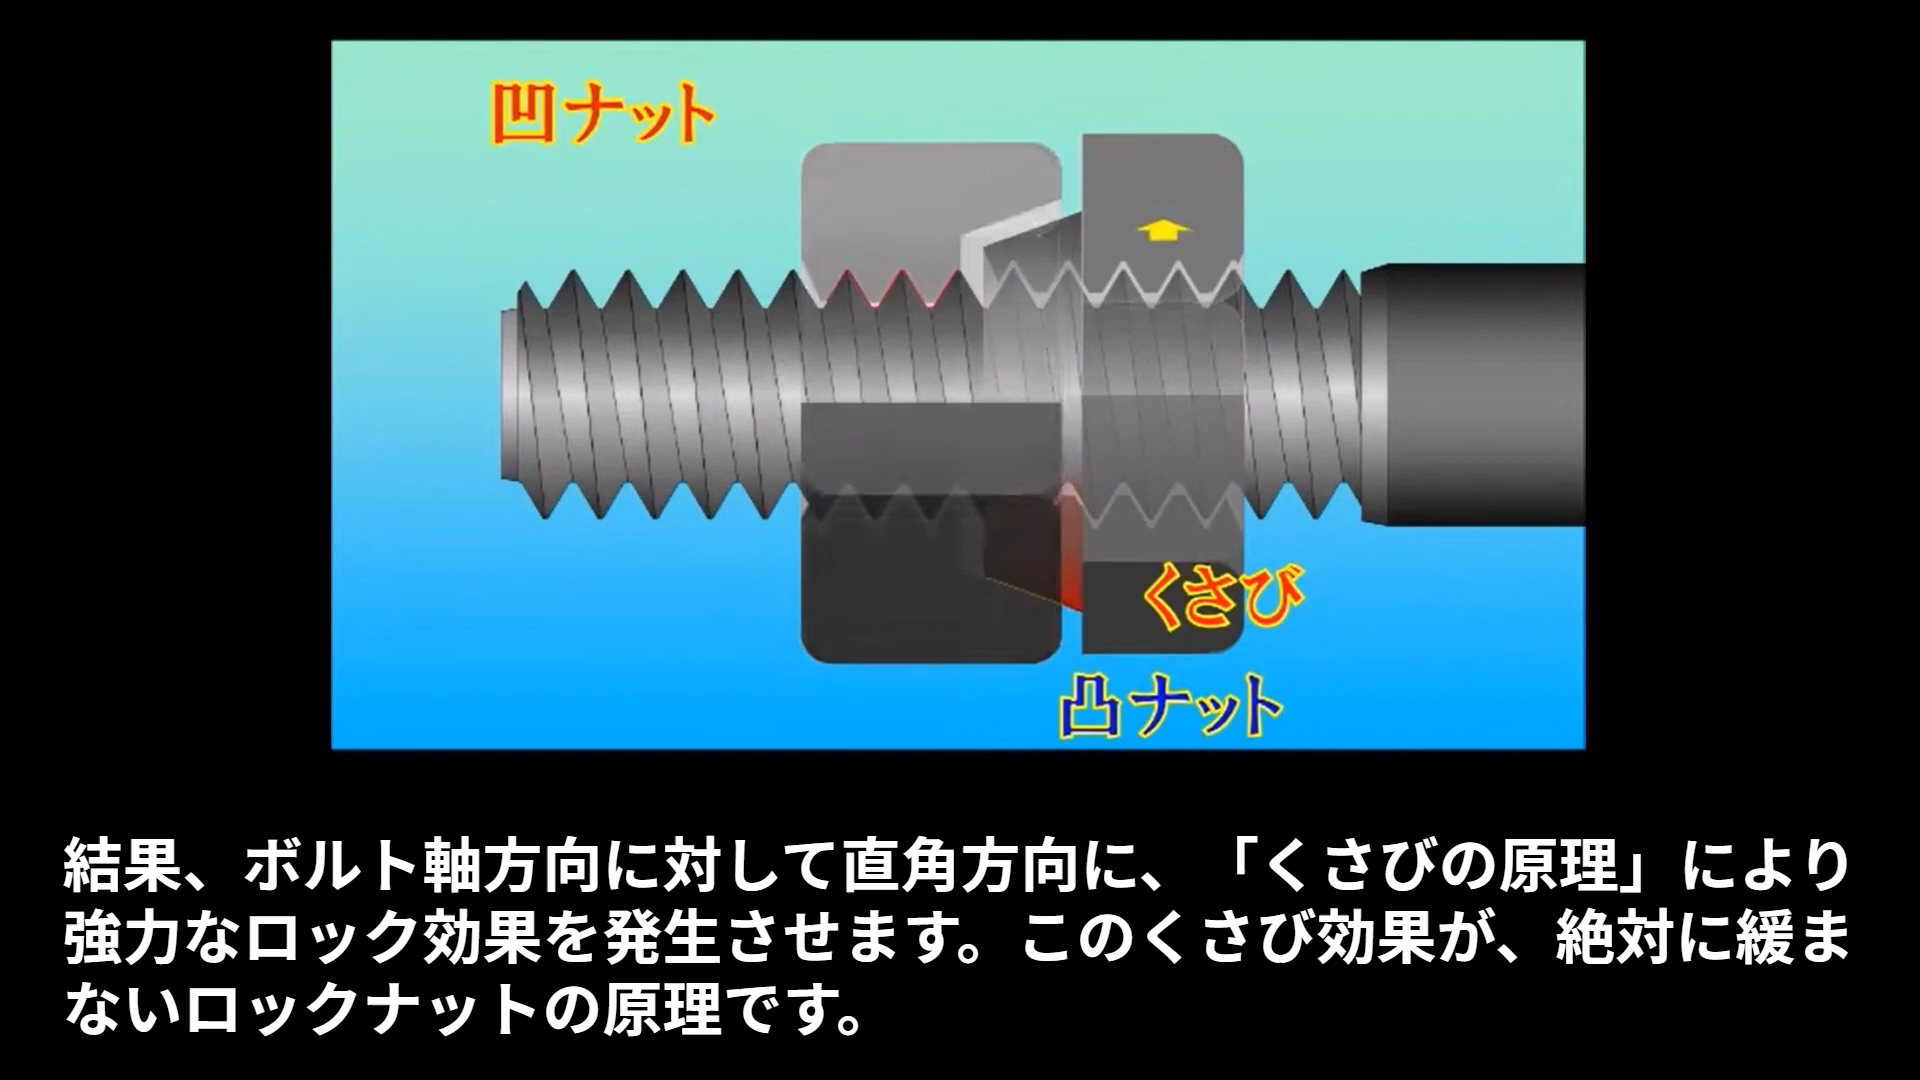 凹ナット
くさび
凸ナット
結果、ボルト軸方向に対して直角方向に、「くさびの原理」により
強力なロック効果を発生させます。このくさび効果が、絶対に緩ま
ないロックナットの原理です。